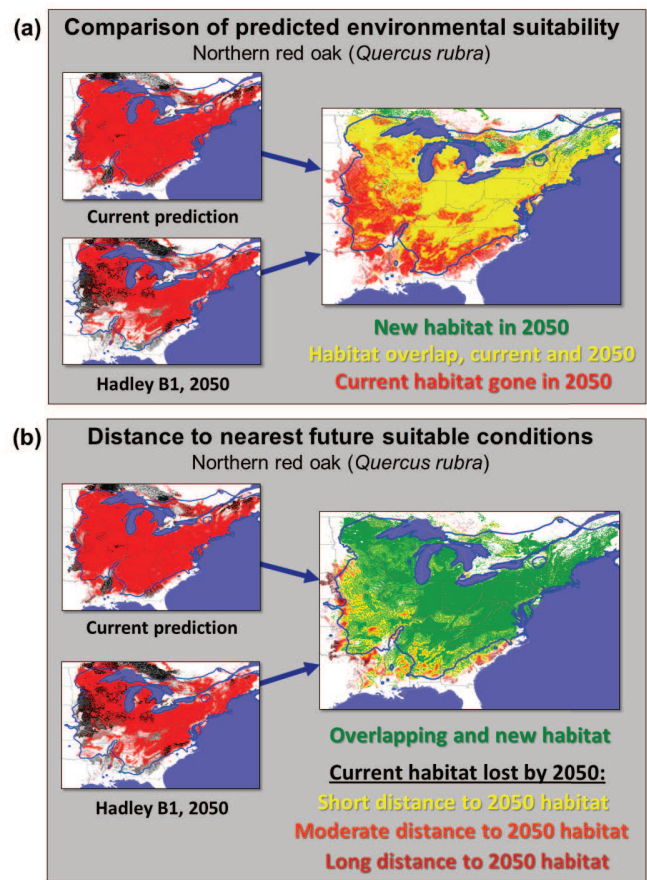 (a)
Comparison of predicted environmental suitability
Northern red oak (Quercus rubra)
Current prediction
Hadley B1, 2050
New habitat in 2050
Habitat overlap, current and 2050
Current habitat gone in 2050
(b)
Distance to nearest future suitable conditions
Northern red oak (Quercus rubra)
Current prediction
Hadley B1, 2050
Overlapping and new habitat
Current habitat lost by 2050:
Short distance to 2050 habitat
Moderate distance to 2050 habitat
Long distance to 2050 habitat